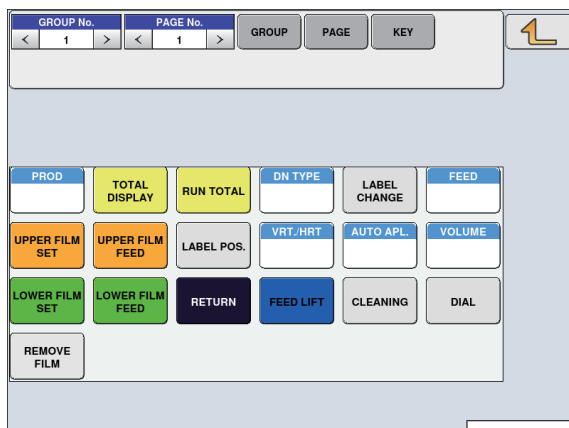 GROUP No.
PAGE No.
< 1 >
< 1 >
GROUP
PAGE
KEY
PROD
TOTAL
DISPLAY
RUN TOTAL
DN TYPE
LABEL
CHANGE
FEED
UPPER FILM
SET
UPPER FILM
FEED
LABEL POS.
VRT./HRT
AUTO APL.
VOLUME
LOWER FILM
SET
LOWER FILM
FEED
RETURN
FEED LIFT
CLEANING
DIAL
REMOVE
FILM